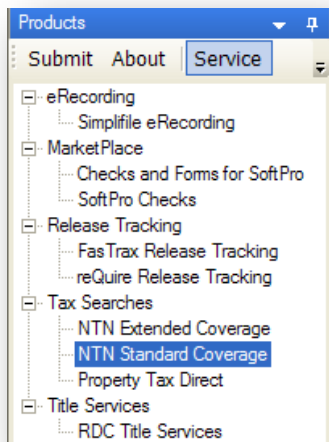 Products
Submit About Service
eRecording
Simplifile eRecording
MarketPlace
Checks and Forms for SoftPro
SoftPro Checks
Release Tracking
FasTrax Release Tracking
reQuire Release Tracking
Tax Searches
NTN Extended Coverage
NTN Standard Coverage
Property Tax Direct
Title Services
RDC Title Services